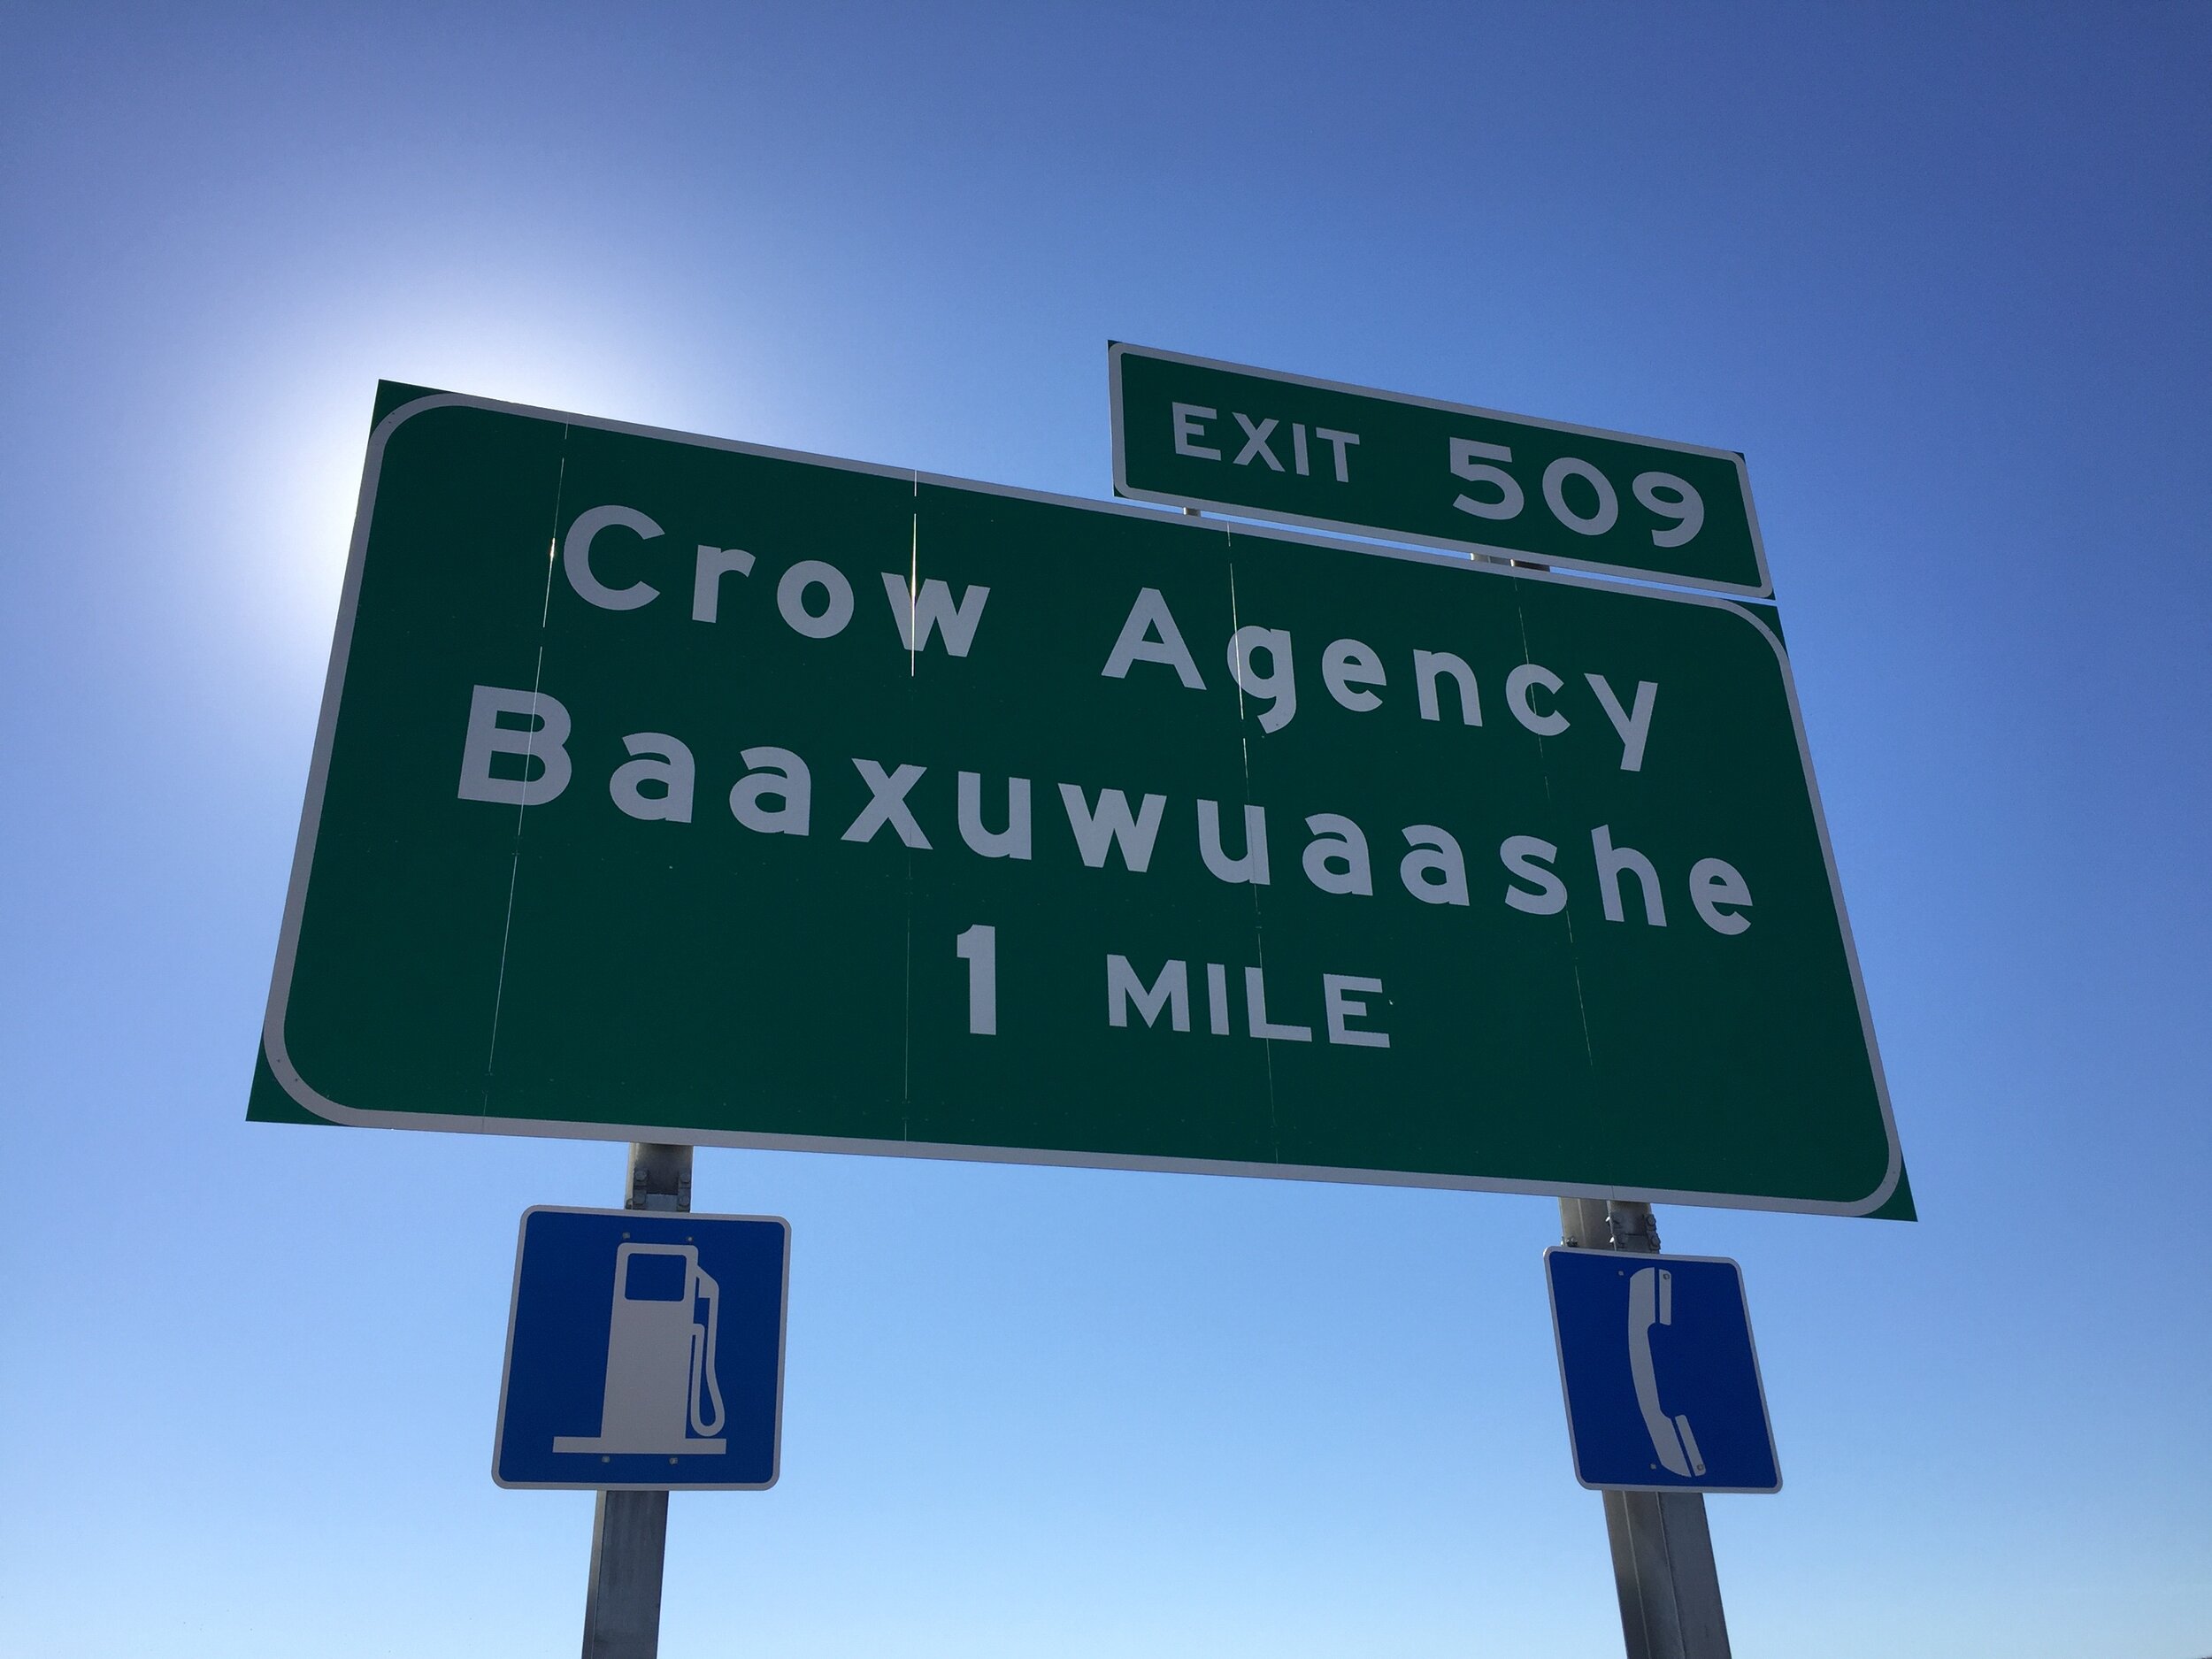 EXIT 509
Crow Agency
Baaxuwuaashe
1 MILE